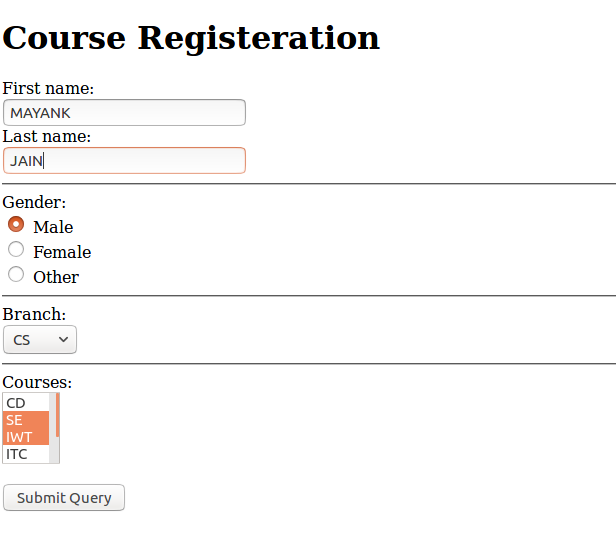 Course Registeration
First name:
MAYANK
Last name:
JAIN
Gender:
Male
Female
Other
Branch:
CS
Courses:
CD
SE
IWT
ITC
Submit Query